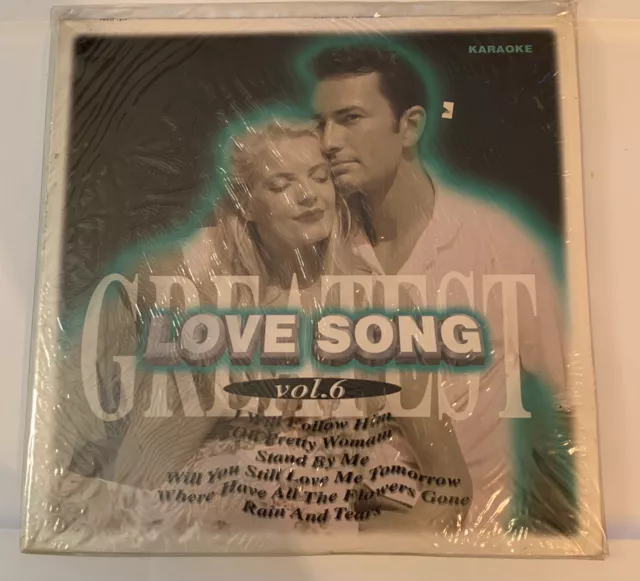 KARAOKE
GREATEST
LOVE SONG
vol.6
I Will Follow Him
Oh Pretty Woman
Stand By Me
Will You Still Love Me Tomorrow
Where Have All The Flowers Gone
Rain And Tears